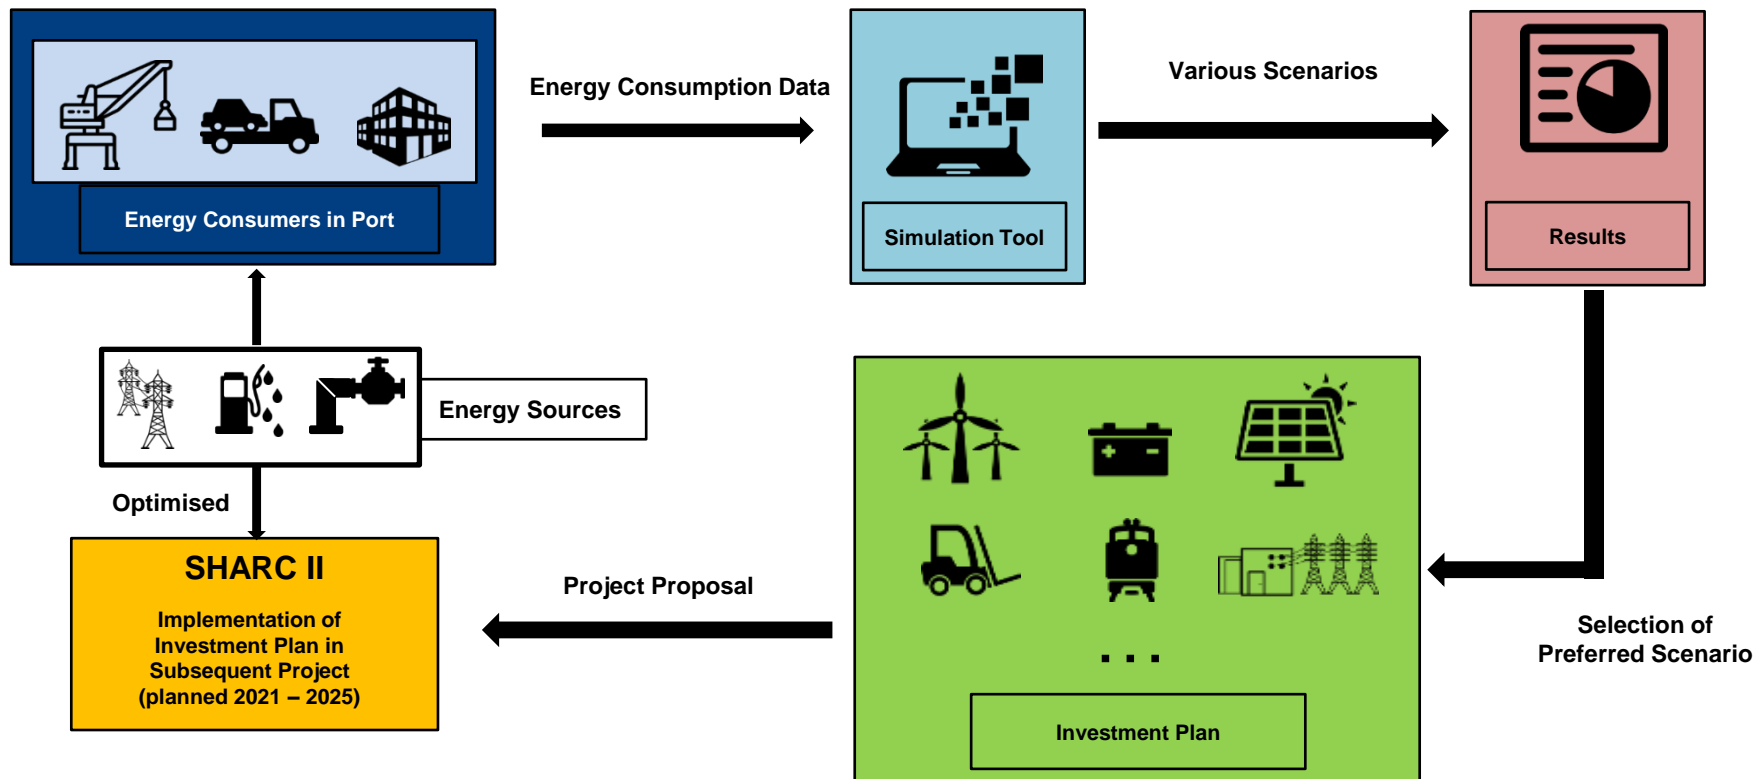 Energy Consumers in Port
Energy Consumption Data
Simulation Tool
Various Scenarios
Results
Energy Sources
Optimised
SHARC II
Implementation of
Investment Plan in
Subsequent Project
(planned 2021 – 2025)
Project Proposal
. . .
Investment Plan
Selection of
Preferred Scenario